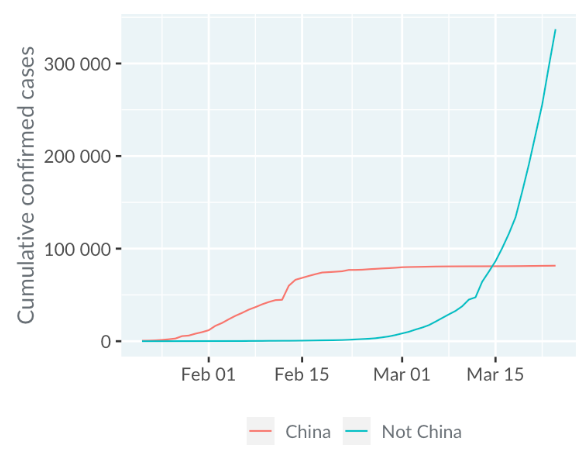 Cumulative confirmed cases
300 000
200 000
100 000
0
Feb 01 Feb 15 Mar 01 Mar 15
China Not China